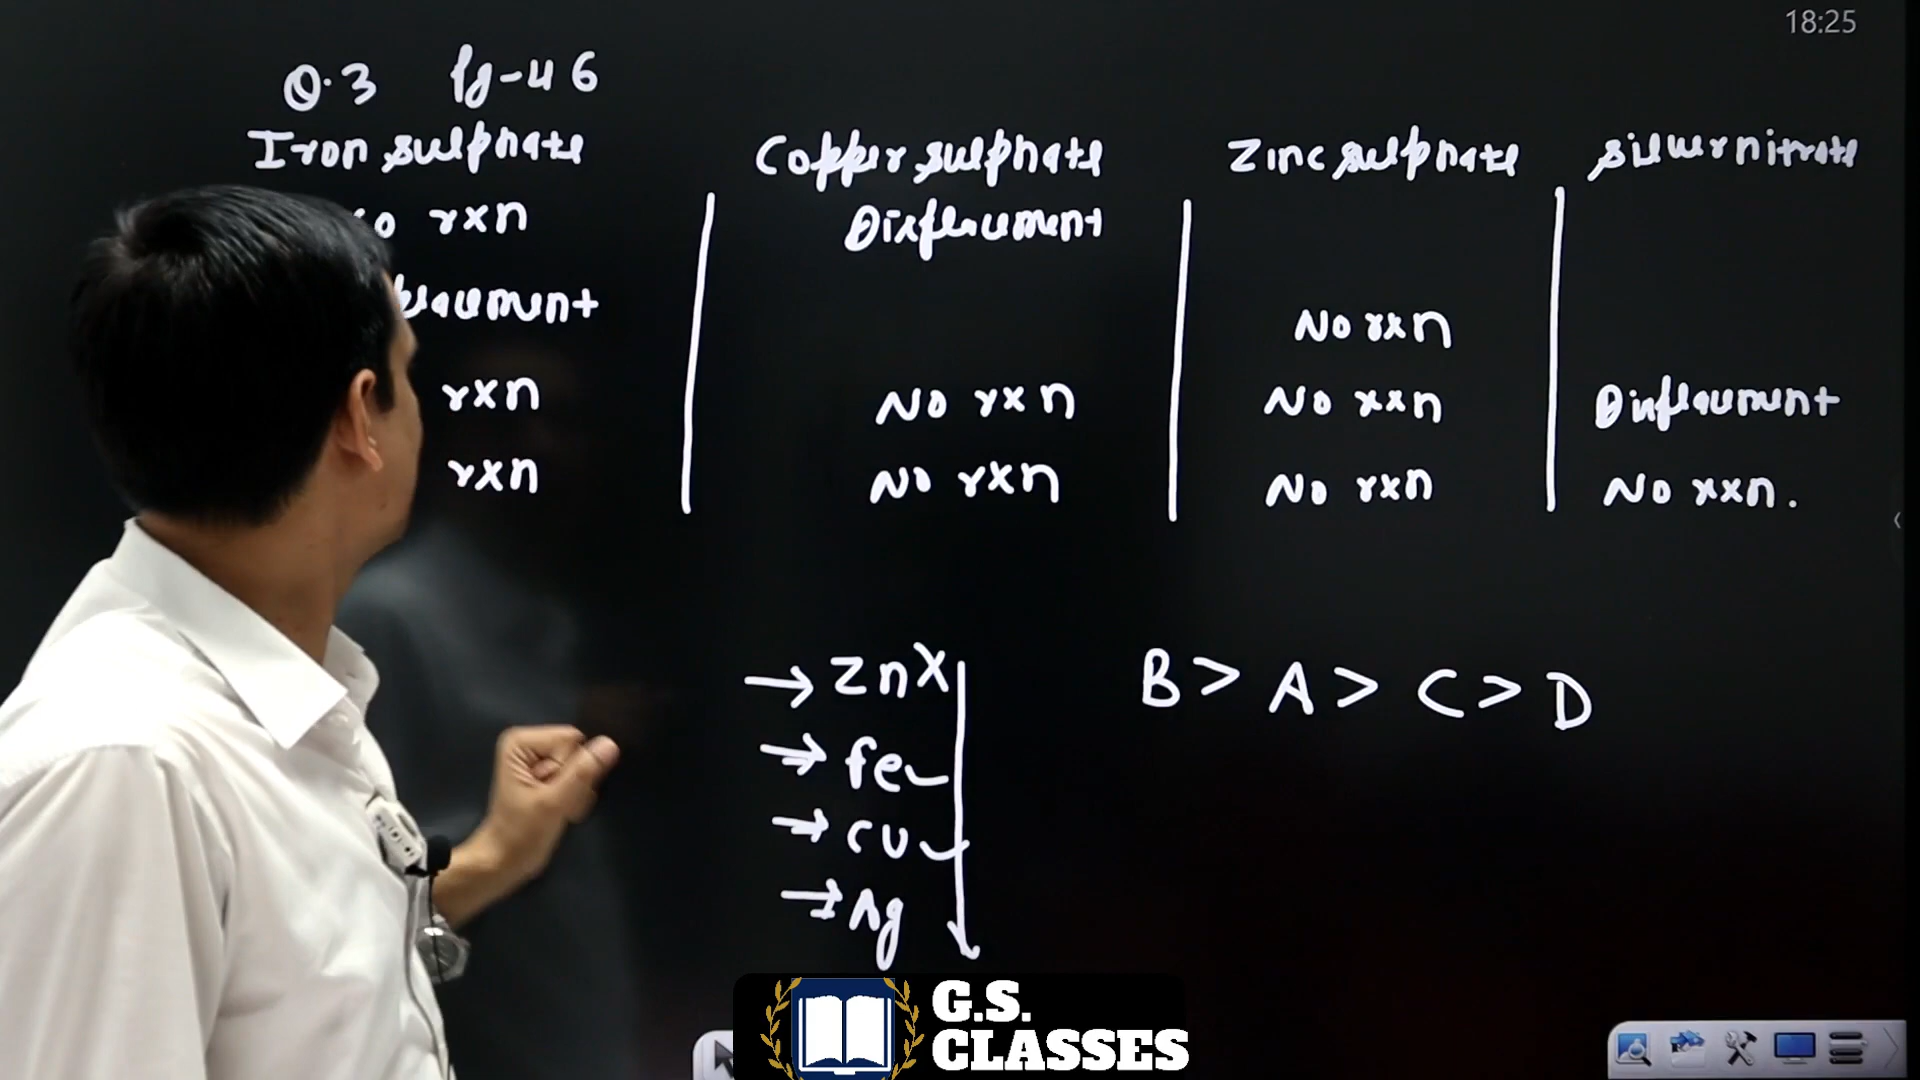 18:25
Q.3 Pg-46
Iron sulphate Copper sulphate Zinc sulphate silver nitrate
rxn Displacement
No rxn
rxn No rxn No rxn Displacement
rxn No rxn No rxn No rxn.
→ Zn X B > A > C > D
→ fe
→ Cu
→ Ag
G.S.
CLASSES